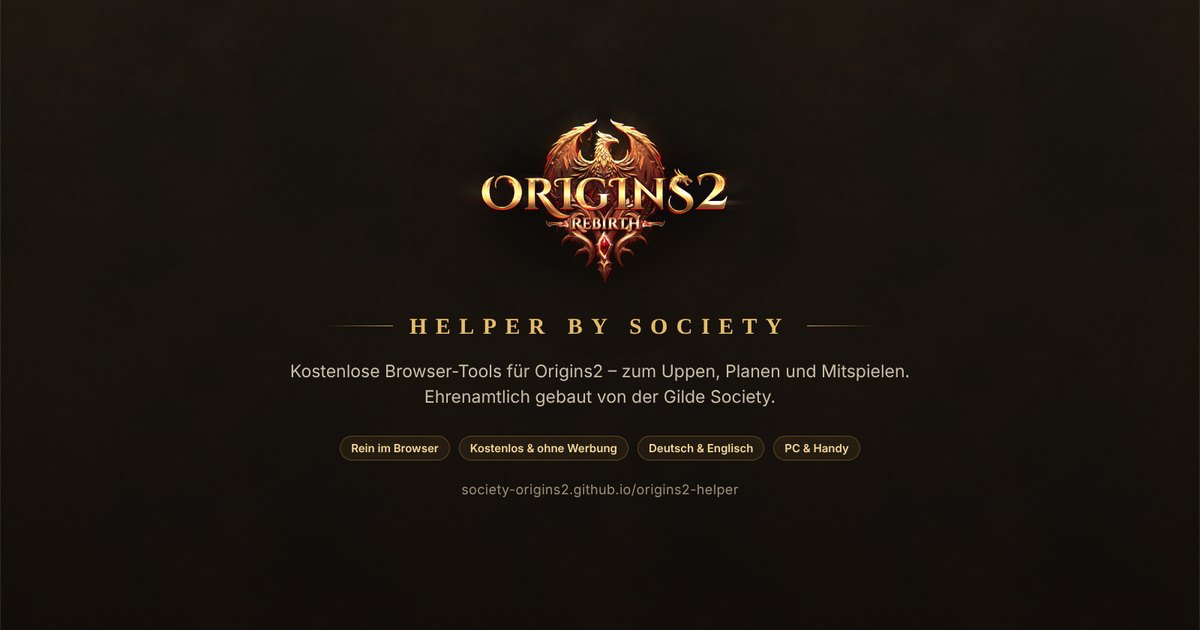 ORIGINS2
REBIRTH
HELPER BY SOCIETY
Kostenlose Browser-Tools für Origins2 – zum Uppen, Planen und Mitspielen.
Ehrenamtlich gebaut von der Gilde Society.
Rein im Browser Kostenlos & ohne Werbung Deutsch & Englisch PC & Handy
society-origins2.github.io/origins2-helper